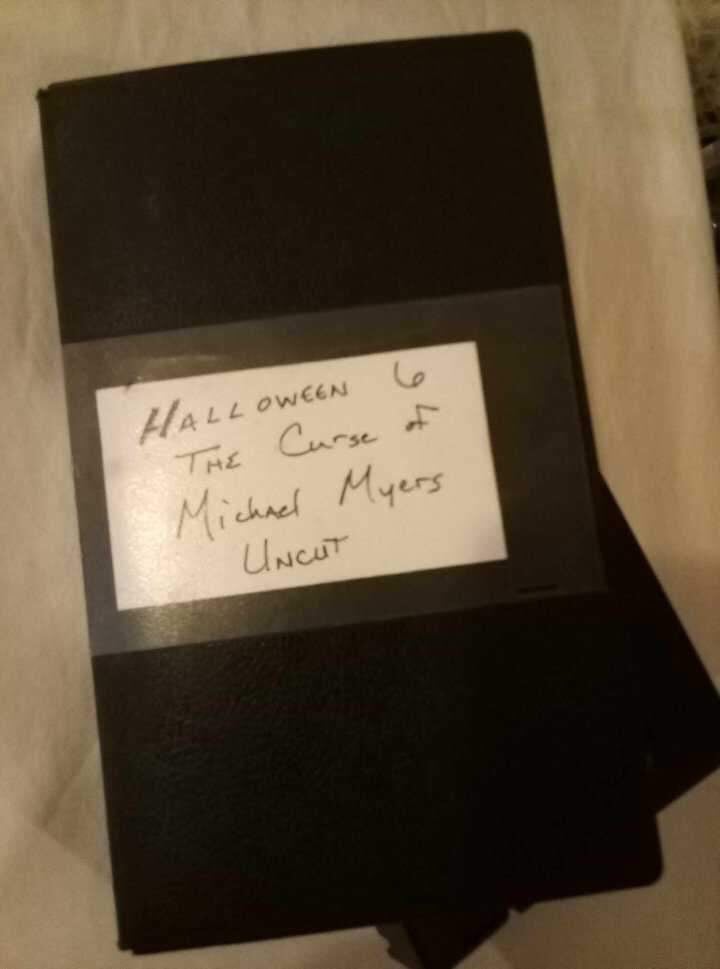 HALLOWEEN 6
THE Curse of
Michael Myers
UNCUT